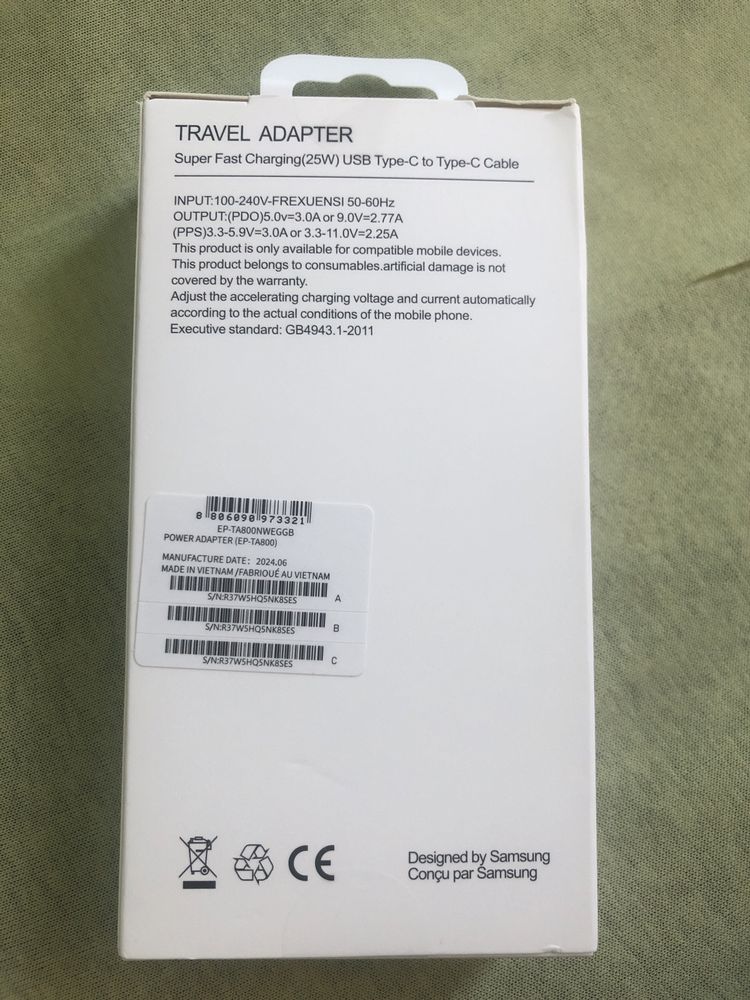 TRAVEL ADAPTER
Super Fast Charging(25W) USB Type-C to Type-C Cable
INPUT:100-240V-FREXUENSI 50-60Hz
OUTPUT:(PDO)5.0v=3.0A or 9.0V=2.77A
(PPS)3.3-5.9V=3.0A or 3.3-11.0V=2.25A
This product is only available for compatible mobile devices.
This product belongs to consumables.artificial damage is not
covered by the warranty.
Adjust the accelerating charging voltage and current automatically
according to the actual conditions of the mobile phone.
Executive standard: GB4943.1-2011
8 806090 973321
EP-TA800NWEGGB
POWER ADAPTER (EP-TA800)
MANUFACTURE DATE: 2024.06
MADE IN VIETNAM /FABRIQUÉ AU VIETNAM
S/N:R37W5HQ5NK8SES A
S/N:R37W5HQ5NK8SES B
S/N:R37W5HQ5NK8SES C
CE
Designed by Samsung
Conçu par Samsung